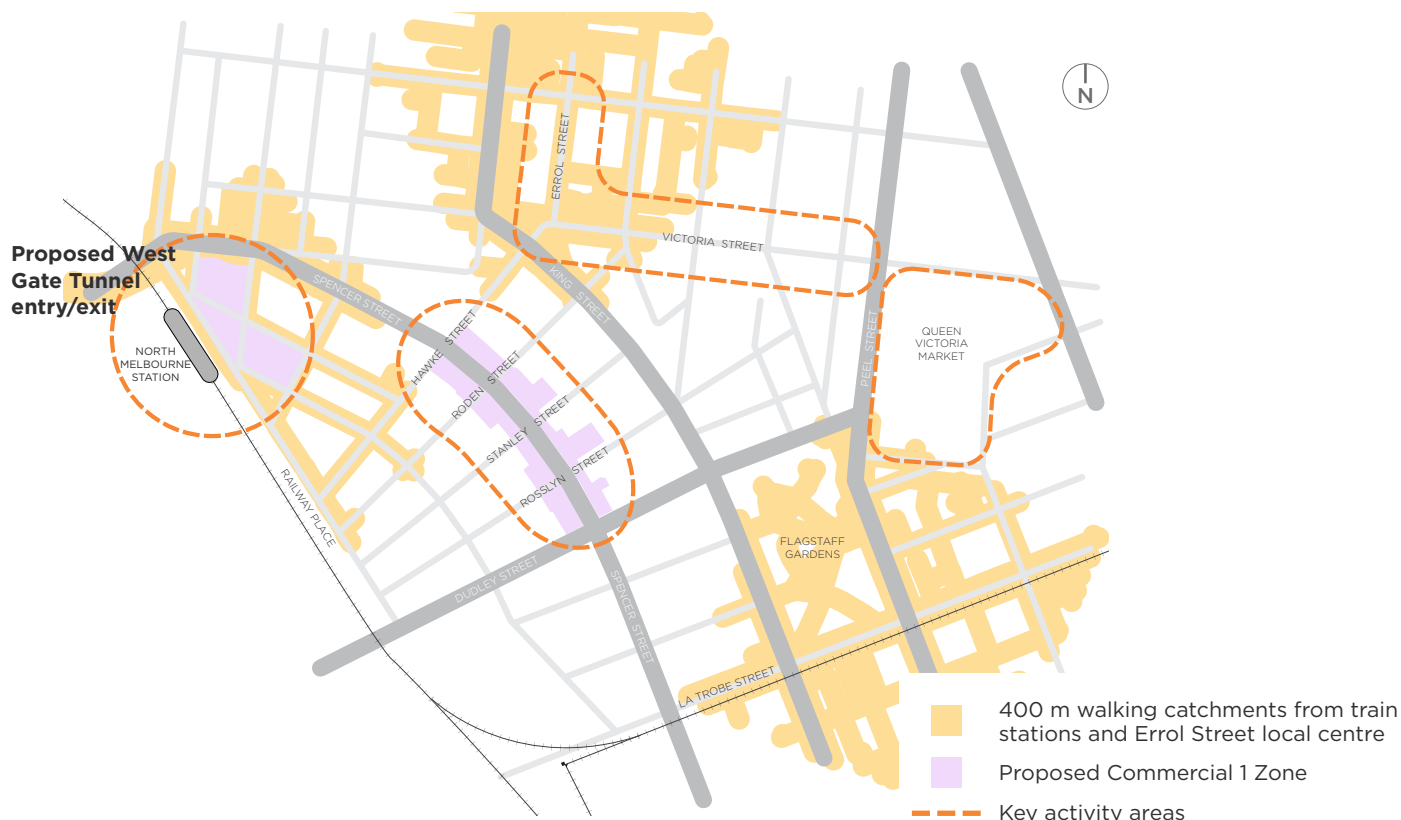 N
ERROL STREET
VICTORIA STREET
Proposed West
Gate Tunnel
entry/exit
SPENCER STREET
KING STREET
PEEL STREET
QUEEN
VICTORIA
MARKET
NORTH
MELBOURNE
STATION
HAWKE STREET
RODEN STREET
STANLEY STREET
ROSSLYN STREET
RAILWAY PLACE
FLAGSTAFF
GARDENS
DUDLEY STREET
SPENCER STREET
LA TROBE STREET
400 m walking catchments from train
stations and Errol Street local centre
Proposed Commercial 1 Zone
Key activity areas